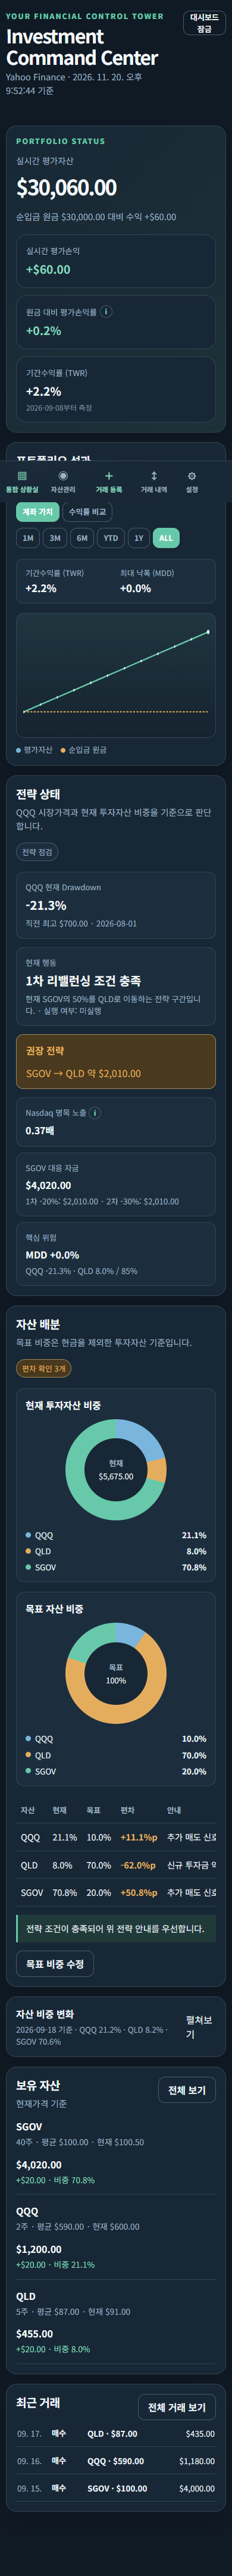 YOUR FINANCIAL CONTROL TOWER
대시보드
잠금
Investment
Command Center
Yahoo Finance · 2026. 11. 20. 오후
9:52:44 기준
PORTFOLIO STATUS
실시간 평가자산
$30,060.00
순입금 원금 $30,000.00 대비 수익 +$60.00
실시간 평가손익
+$60.00
원금 대비 평가손익률 i
+0.2%
기간수익률 (TWR)
+2.2%
2026-09-08부터 측정
통합 상황실
자산관리
거래 등록
거래 내역
설정
계좌 가치
수익률 비교
1M
3M
6M
YTD
1Y
ALL
기간수익률 (TWR)
+2.2%
최대 낙폭 (MDD)
+0.0%
평가자산
순입금 원금
전략 상태
QQQ 시장가격과 현재 투자자산 비중을 기준으로 판단
합니다.
전략 점검
QQQ 현재 Drawdown
-21.3%
직전 최고 $700.00 · 2026-08-01
현재 행동
1차 리밸런싱 조건 충족
현재 SGOV의 50%를 QLD로 이동하는 전략 구간입니
다. · 실행 여부: 미실행
권장 전략
SGOV → QLD 약 $2,010.00
Nasdaq 명목 노출 i
0.37배
SGOV 대응 자금
$4,020.00
1차 -20%: $2,010.00 · 2차 -30%: $2,010.00
핵심 위험
MDD +0.0%
QQQ -21.3% · QLD 8.0% / 85%
자산 배분
목표 비중은 현금을 제외한 투자자산 기준입니다.
편차 확인 3개
현재 투자자산 비중
현재
$5,675.00
QQQ 21.1%
QLD 8.0%
SGOV 70.8%
목표 자산 비중
목표
100%
QQQ 10.0%
QLD 70.0%
SGOV 20.0%
자산 현재 목표 편차 안내
QQQ 21.1% 10.0% +11.1%p 추가 매도 신호
QLD 8.0% 70.0% -62.0%p 신규 투자금
SGOV 70.8% 20.0% +50.8%p 추가 매도 신호
전략 조건이 충족되어 위 전략 안내를 우선합니다.
목표 비중 수정
자산 비중 변화
2026-09-18 기준 · QQQ 21.2% · QLD 8.2% ·
SGOV 70.6%
펼쳐보
기
보유 자산
현재가격 기준
전체 보기
SGOV
40주 · 평균 $100.00 · 현재 $100.50
$4,020.00
+$20.00 · 비중 70.8%
QQQ
2주 · 평균 $590.00 · 현재 $600.00
$1,200.00
+$20.00 · 비중 21.1%
QLD
5주 · 평균 $87.00 · 현재 $91.00
$455.00
+$20.00 · 비중 8.0%
최근 거래
전체 거래 보기
09. 17. 매수 QLD · $87.00 $435.00
09. 16. 매수 QQQ · $590.00 $1,180.00
09. 15. 매수 SGOV · $100.00 $4,000.00